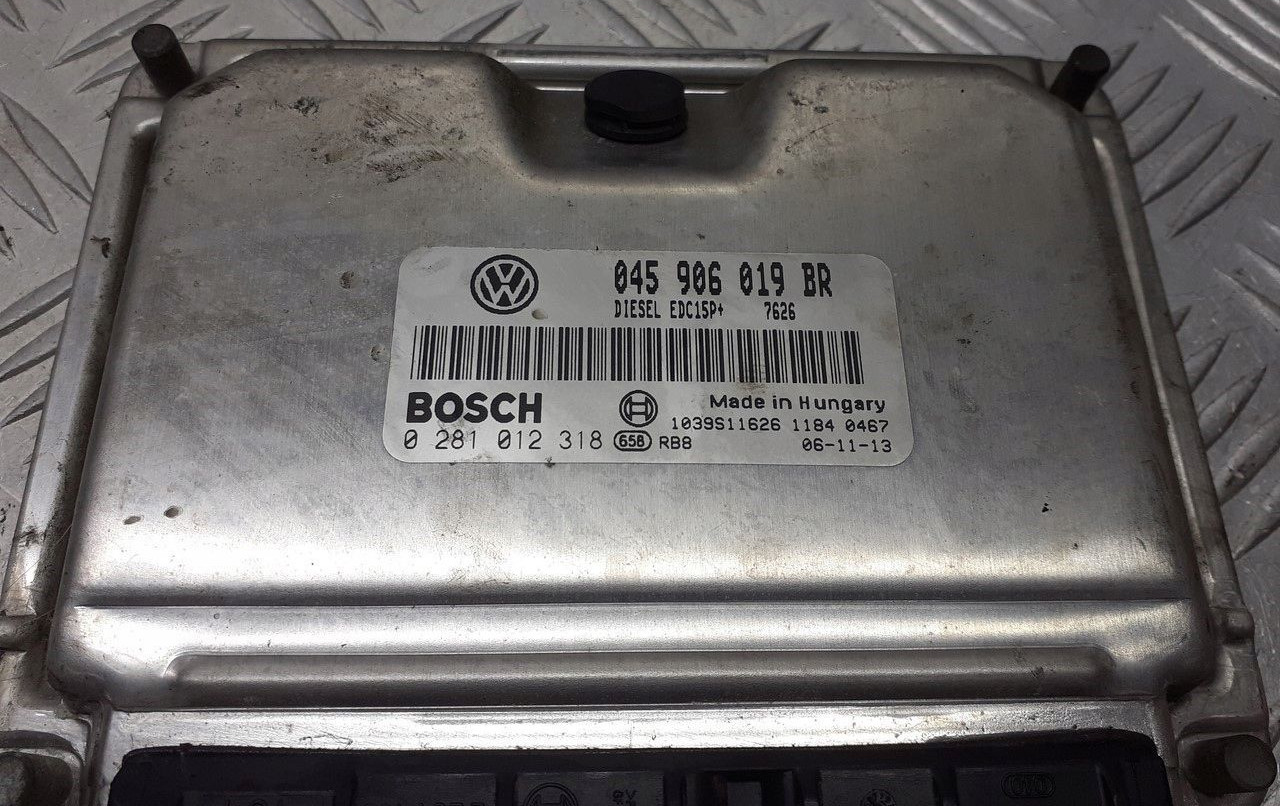 045 906 019 BR
DIESEL EDC15P+ 7626
BOSCH
Made in Hungary
1039S11626 1184 0467
0 281 012 318 658 RB8 06-11-13